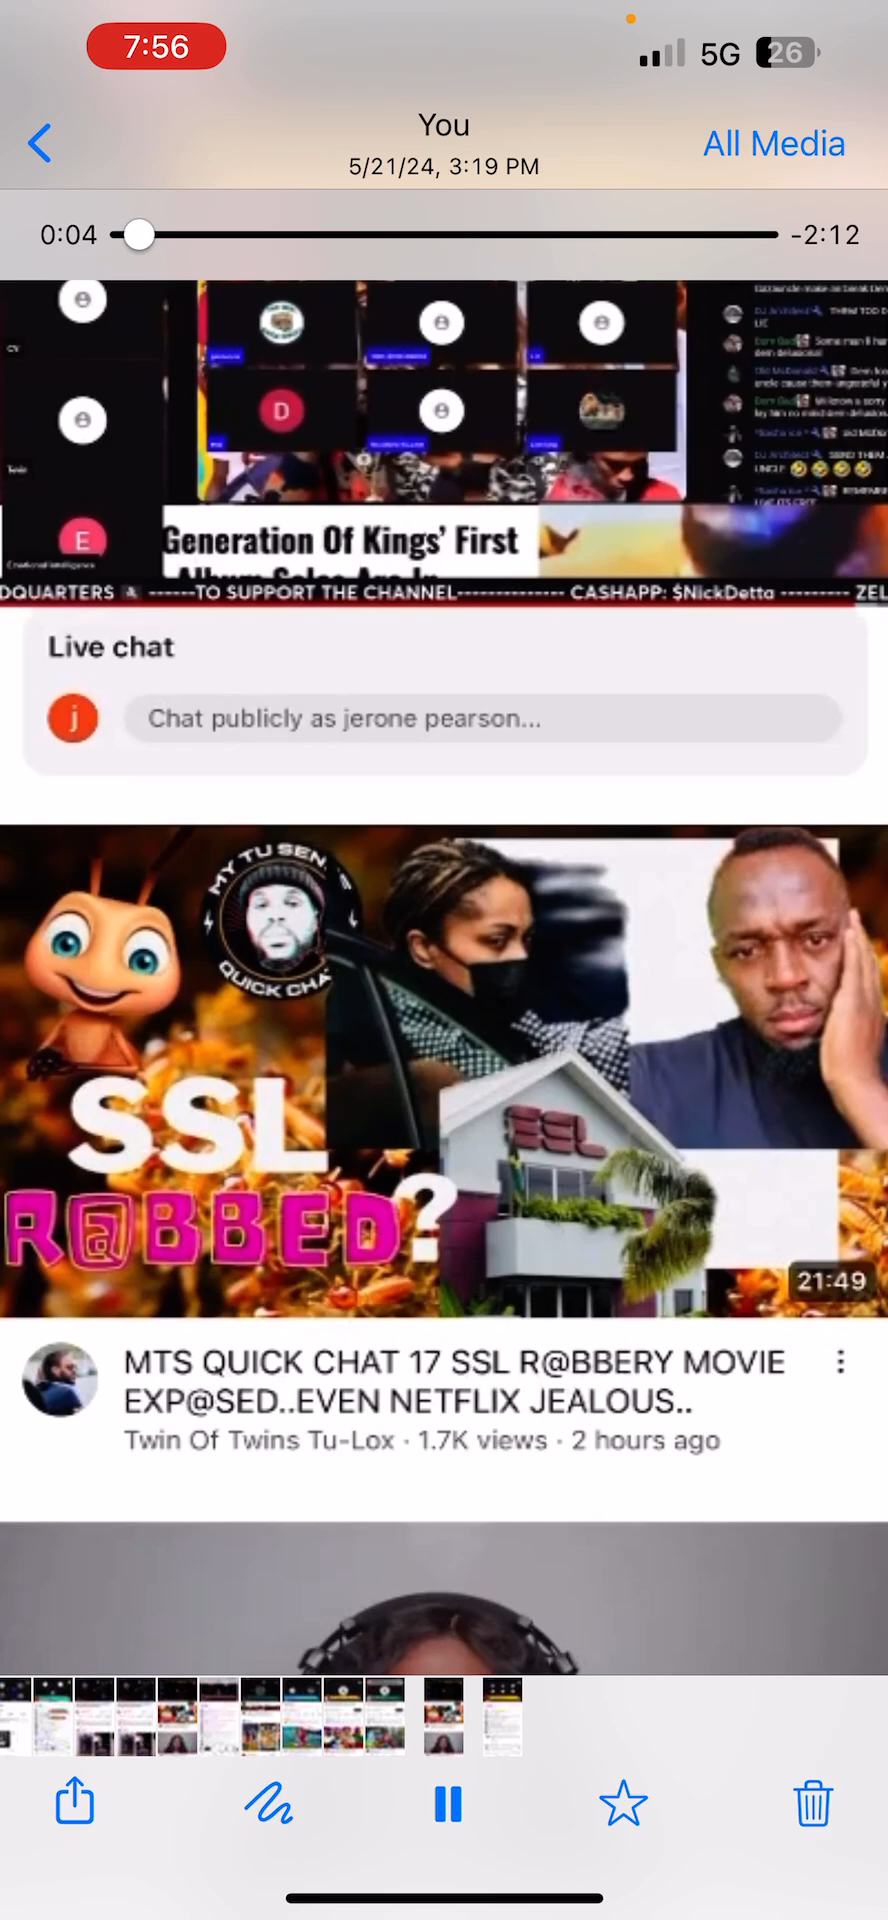 7:56
5G 26
You
5/21/24, 3:19 PM
All Media
0:04
-2:12
D
E
Generation Of Kings’ First
DQUARTERS ------TO SUPPORT THE CHANNEL-------------- CASHAPP: $NickDetta --------- ZEL
Live chat
j
Chat publicly as jerone pearson...
MY TU SEN.
QUICK CHA
SSL
R@BBED?
SSL
21:49
MTS QUICK CHAT 17 SSL R@BBERY MOVIE
EXP@SED..EVEN NETFLIX JEALOUS..
Twin Of Twins Tu-Lox · 1.7K views · 2 hours ago